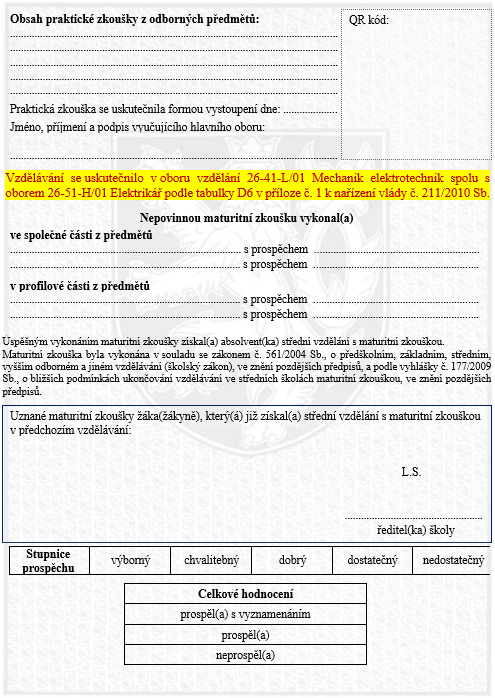 Obsah praktické zkoušky z odborných předmětů:
QR kód:
Praktická zkouška se uskutečnila formou vystoupení dne: ...................
Jméno, příjmení a podpis vyučujícího hlavního oboru:
Vzdělávání se uskutečnilo v oboru vzdělání 26-41-L/01 Mechanik elektrotechnik spolu s
oborem 26-51-H/01 Elektrikář podle tabulky D6 v příloze č. 1 k nařízení vlády č. 211/2010 Sb.
Nepovinnou maturitní zkoušku vykonal(a)
ve společné části z předmětů
s prospěchem
s prospěchem
v profilové části z předmětů
s prospěchem
s prospěchem
Úspěšným vykonáním maturitní zkoušky získal(a) absolvent(ka) střední vzdělání s maturitní zkouškou.
Maturitní zkouška byla vykonána v souladu se zákonem č. 561/2004 Sb., o předškolním, základním, středním,
vyšším odborném a jiném vzdělávání (školský zákon), ve znění pozdějších předpisů, a podle vyhlášky č. 177/2009
Sb., o bližších podmínkách ukončování vzdělávání ve středních školách maturitní zkouškou, ve znění pozdějších
předpisů.
Uznané maturitní zkoušky žáka(žákyně), který(á) již získal(a) střední vzdělání s maturitní zkouškou
v předchozím vzdělávání:
L.S.
ředitel(ka) školy
Stupnice
prospěchu
výborný
chvalitebný
dobrý
dostatečný
nedostatečný
Celkové hodnocení
prospěl(a) s vyznamenáním
prospěl(a)
neprospěl(a)